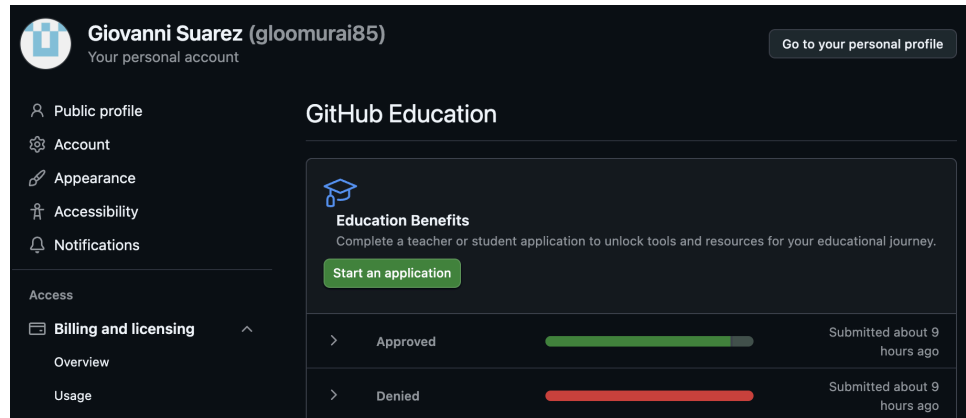 Giovanni Suarez (gloomurai85)
Your personal account
Go to your personal profile
Public profile
Account
Appearance
Accessibility
Notifications
Access
Billing and licensing
Overview
Usage
GitHub Education
Education Benefits
Complete a teacher or student application to unlock tools and resources for your educational journey.
Start an application
Approved
Submitted about 9
hours ago
Denied
Submitted about 9
hours ago